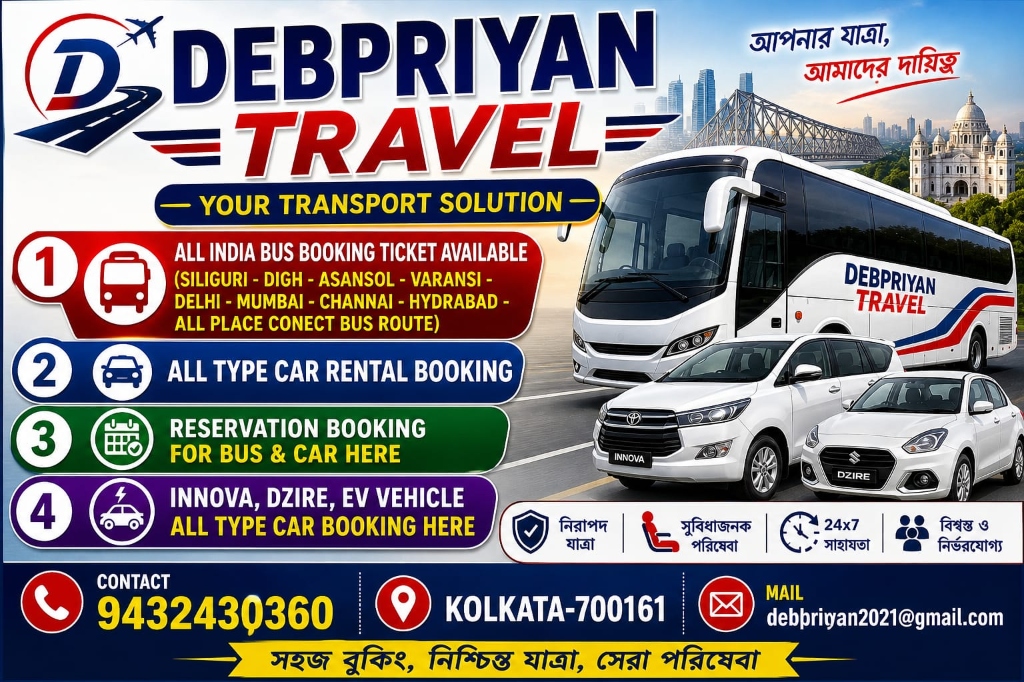 D
DEBPRIYAN
TRAVEL
YOUR TRANSPORT SOLUTION
আপনার যাত্রা,
আমাদের দায়িত্ব
1
ALL INDIA BUS BOOKING TICKET AVAILABLE
(SILIGURI - DIGH - ASANSOL - VARANSI -
DELHI - MUMBAI - CHANNAI - HYDRABAD -
ALL PLACE CONECT BUS ROUTE)
2
ALL TYPE CAR RENTAL BOOKING
3
RESERVATION BOOKING
FOR BUS & CAR HERE
4
INNOVA, DZIRE, EV VEHICLE
ALL TYPE CAR BOOKING HERE
DEBPRIYAN
TRAVEL
INNOVA
DZIRE
নিরাপদ
যাত্রা
সুবিধাজনক
পরিষেবা
24x7
সাহায্যতা
বিশ্বস্ত ও
নির্ভরযোগ্য
CONTACT
9432430360
KOLKATA-700161
MAIL
debpriyan2021@gmail.com
সহজ বুকিং, নিশ্চিন্ত যাত্রা, সেরা পরিষেবা